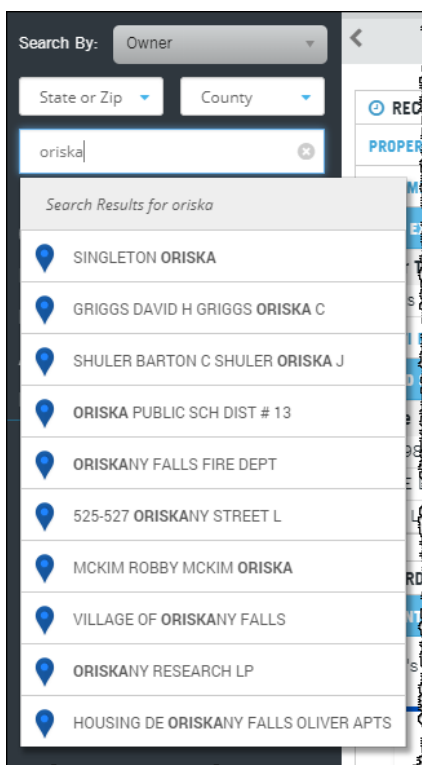 Search By: Owner
State or Zip County
oriska
Search Results for oriska
SINGLETON ORISKA
GRIGGS DAVID H GRIGGS ORISKA C
SHULER BARTON C SHULER ORISKA J
ORISKA PUBLIC SCH DIST # 13
ORISKANY FALLS FIRE DEPT
525-527 ORISKANY STREET L
MCKIM ROBBY MCKIM ORISKA
VILLAGE OF ORISKANY FALLS
ORISKANY RESEARCH LP
HOUSING DE ORISKANY FALLS OLIVER APTS
REC
PROPER